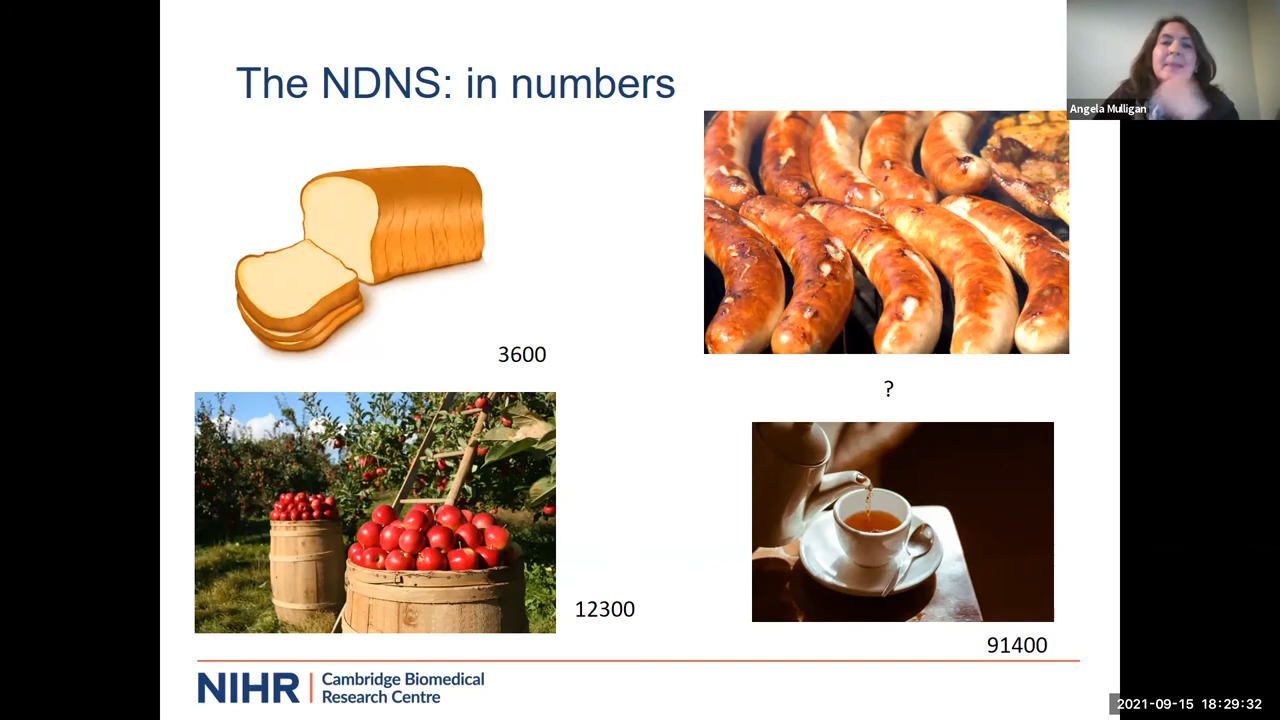 The NDNS: in numbers
Angela Mulligan
3600
?
12300
91400
NIHR | Cambridge Biomedical
Research Centre
2021-09-15 18:29:32